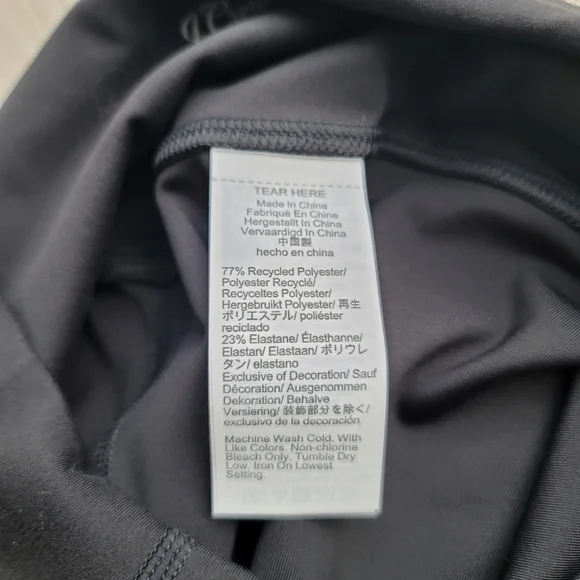 J.Crew
TEAR HERE
Made In China
Fabriqué En Chine
Hergestellt In China
Vervaardigd In China
中国製
hecho en china
77% Recycled Polyester/
Polyester Recyclé/
Recyceltes Polyester/
Hergebruikt Polyester/ 再生
ポリエステル/ poliéster
reciclado
23% Elastane/ Élasthanne/
Elastan/ Elastaan/ ポリウレ
タン/ elastano
Exclusive of Decoration/ Sauf
Décoration/ Ausgenommen
Dekoration/ Behalve
Versiering/ 装飾部分を除く/
exclusivo de la decoración
Machine Wash Cold. With
Like Colors. Non-chlorine
Bleach Only. Tumble Dry
Low. Iron On Lowest
Setting.